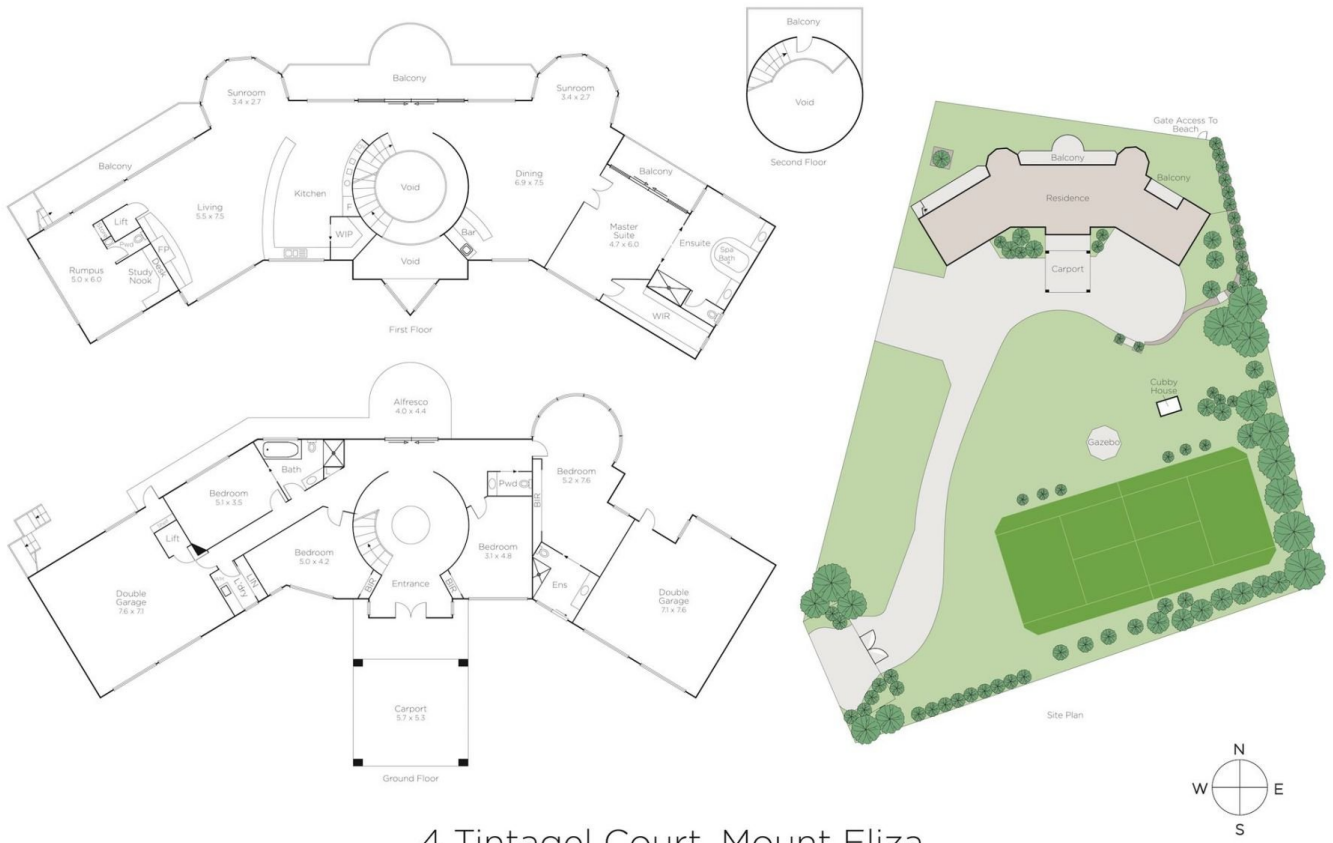 Balcony
Sunroom
3.4 x 2.7
Balcony
Sunroom
3.4 x 2.7
Balcony
Void
Second Floor
Balcony
Living
5.5 x 7.5
Kitchen
F
WIP
Void
Void
Dining
6.9 x 7.5
Bar
Balcony
Master
Suite
4.7 x 6.0
Ensuite
Spa
Bath
WIR
Lift
Pwd
FP
Desk
Study
Nook
Rumpus
5.0 x 6.0
First Floor
Alfresco
4.0 x 4.4
Bath
Bedroom
5.1 x 3.5
Lift
Bedroom
5.0 x 4.2
LIN
L'dry
BIR
Entrance
BIR
Bedroom
3.1 x 4.8
Pwd
BIR
Bedroom
5.2 x 7.6
Ens
Double
Garage
7.6 x 7.1
Double
Garage
7.1 x 7.6
Carport
5.7 x 5.3
Ground Floor
Gate Access To
Beach
Balcony
Balcony
Residence
Carport
Cubby
House
Gazebo
Site Plan
N
W
E
S
4 Tintagel Court, Mount Eliza